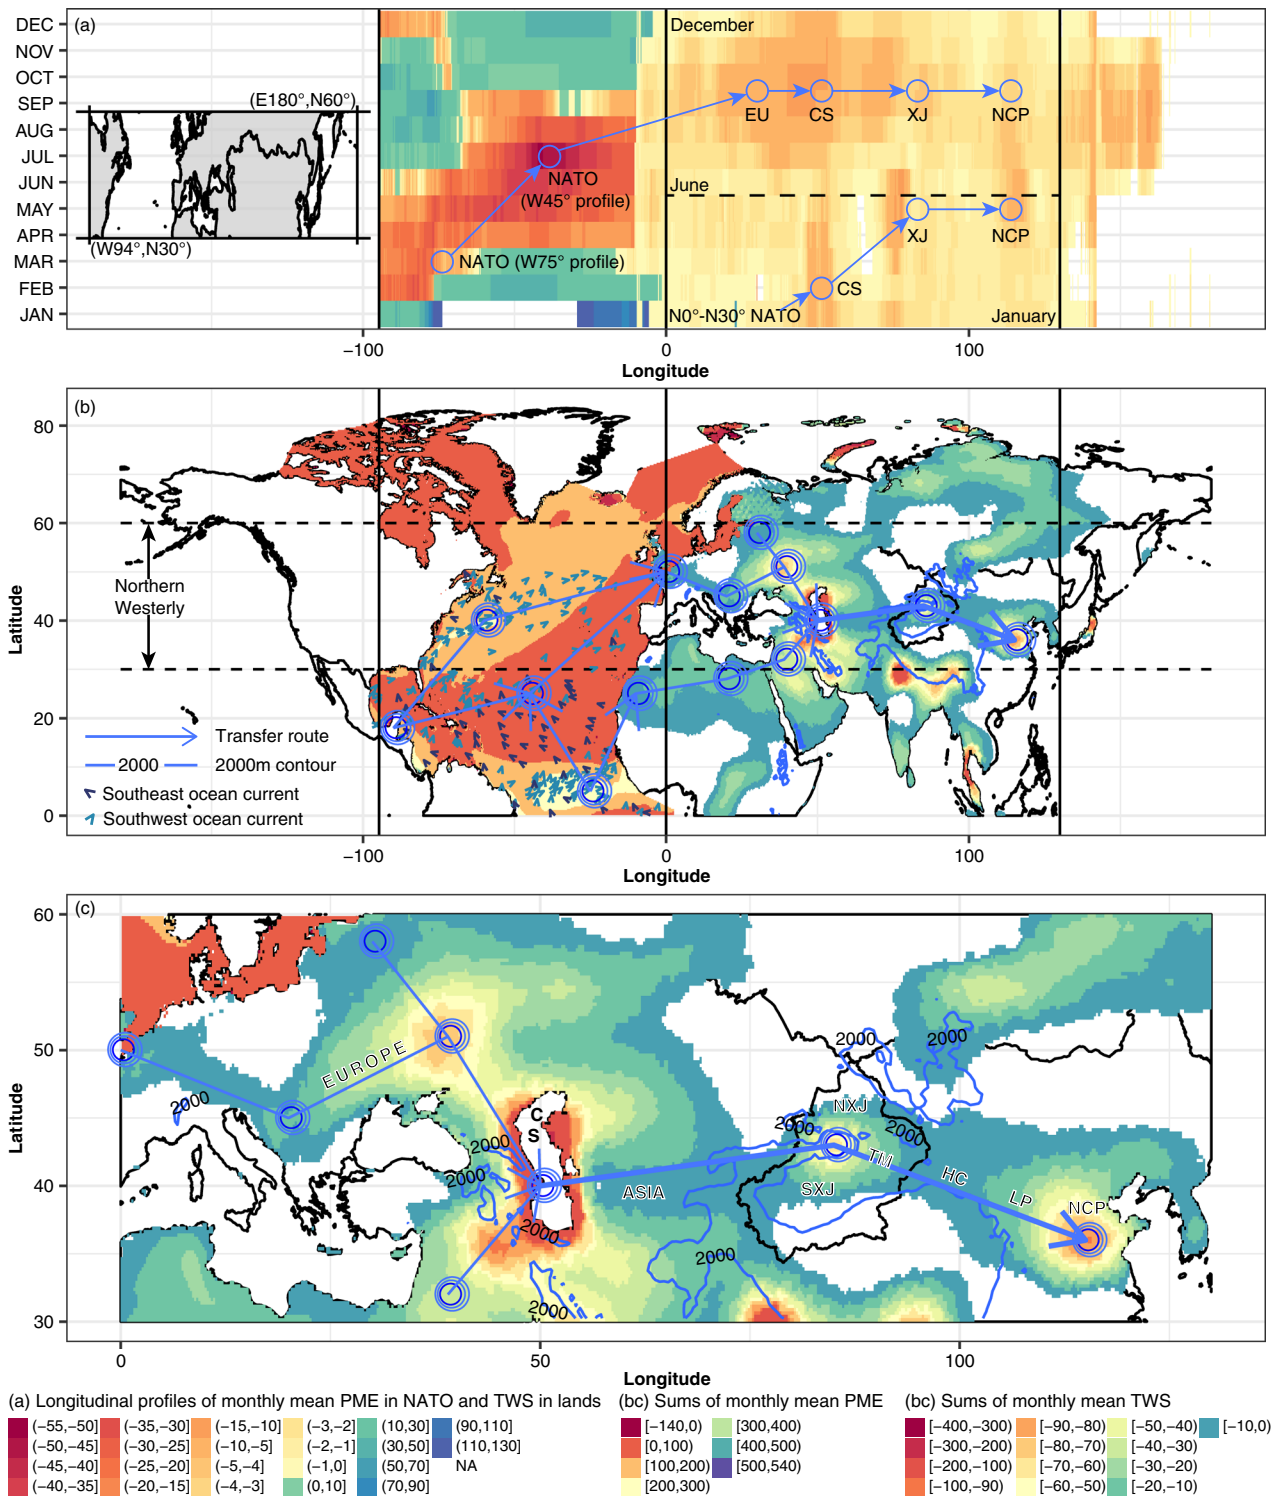 (a)
DEC
NOV
OCT
SEP
AUG
JUL
JUN
MAY
APR
MAR
FEB
JAN
(E180°,N60°)
(W94°,N30°)
December
EU
CS
XJ
NCP
NATO
(W45° profile)
June
XJ
NCP
NATO (W75° profile)
CS
N0°-N30° NATO
January
−100
0
100
Longitude
(b)
80
60
40
20
0
Latitude
Northern
Westerly
Transfer route
2000
2000m contour
Southeast ocean current
Southwest ocean current
−100
0
100
Longitude
(c)
60
50
40
30
Latitude
EUROPE
2000
2000
2000
C
S
2000
2000
ASIA
2000
2000
2000
NXJ
2000
2000
TM
SXJ
HC
LP
NCP
0
50
100
Longitude
(a) Longitudinal profiles of monthly mean PME in NATO and TWS in lands
(−55,−50]
(−50,−45]
(−45,−40]
(−40,−35]
(−35,−30]
(−30,−25]
(−25,−20]
(−20,−15]
(−15,−10]
(−10,−5]
(−5,−4]
(−4,−3]
(−3,−2]
(−2,−1]
(−1,0]
(0,10]
(10,30]
(30,50]
(50,70]
(70,90]
(90,110]
(110,130]
NA
(bc) Sums of monthly mean PME
[−140,0)
[0,100)
[100,200)
[200,300)
[300,400)
[400,500)
[500,540)
(bc) Sums of monthly mean TWS
[−400,−300)
[−300,−200)
[−200,−100)
[−100,−90)
[−90,−80)
[−80,−70)
[−70,−60)
[−60,−50)
[−50,−40)
[−40,−30)
[−30,−20)
[−20,−10)
[−10,0)